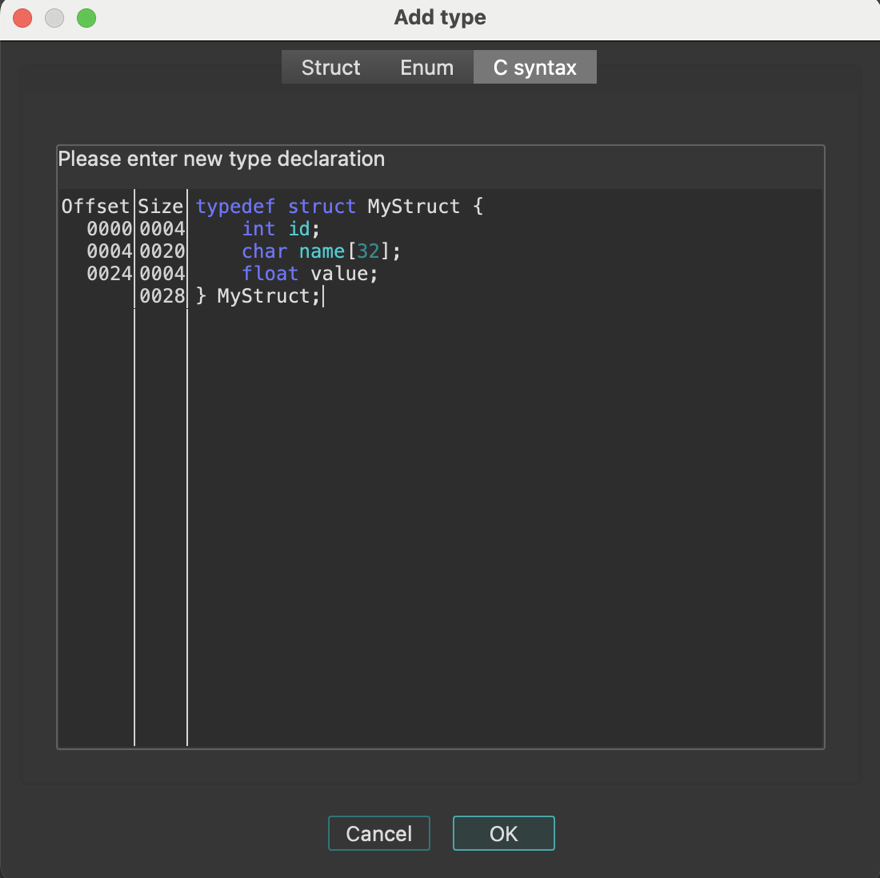 Add type
Struct Enum C syntax
Please enter new type declaration
Offset Size typedef struct MyStruct {
0000 0004     int id;
0004 0020     char name[32];
0024 0004     float value;
0028 } MyStruct;
Cancel OK